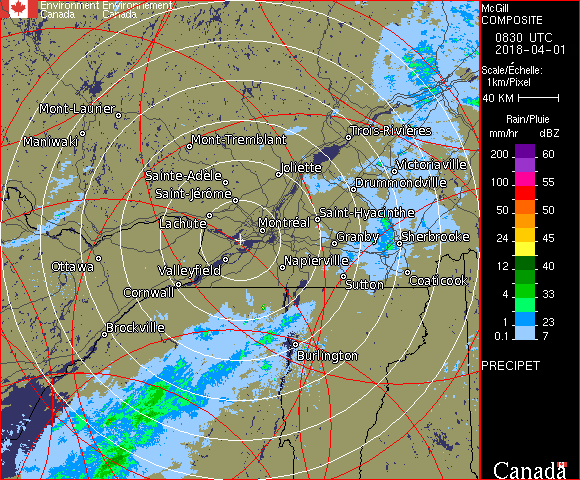 Environment Environnement
Canada Canada
McGill
COMPOSITE
0830 UTC
2018-04-01
Scale/Échelle:
1km/Pixel
40 KM
Rain/Pluie
mm/hr dBZ
200 60
100 55
50 50
24 45
12 40
4 33
1 23
0.1 7
PRECIPET
Canada
Mont-Laurier
Maniwaki
Mont-Tremblant
Trois-Rivières
Sainte-Adèle
Joliette
Victoriaville
Saint-Jérôme
Drummondville
Lachute
Montréal
Saint-Hyacinthe
Granby
Sherbrooke
Ottawa
Valleyfield
Napierville
Cornwall
Sutton
Coaticook
Brockville
Burlington